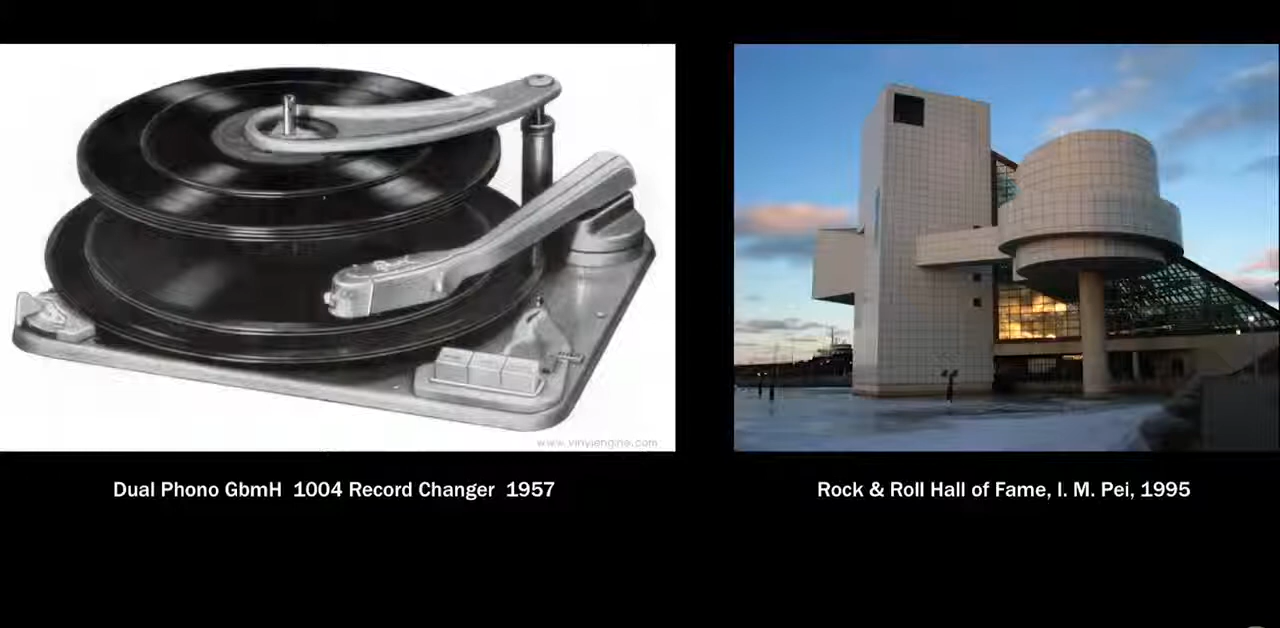 www.vinylengine.com
Dual Phono GbmH  1004 Record Changer  1957
Rock & Roll Hall of Fame, I. M. Pei, 1995